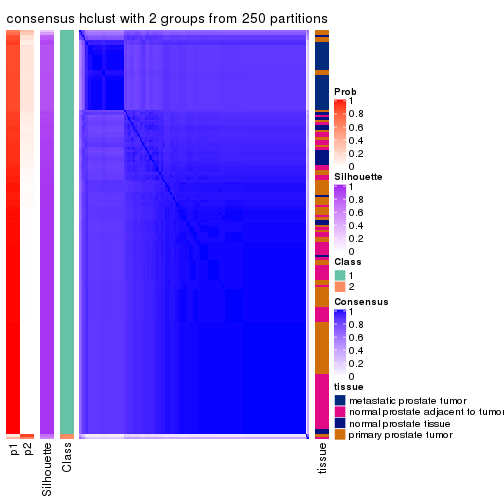 consensus hclust with 2 groups from 250 partitions
p1
p2
Silhouette
Class
tissue
Prob
1
0.8
0.6
0.4
0.2
0
Silhouette
1
0.8
0.6
0.4
0.2
0
Class
1
2
Consensus
1
0.8
0.6
0.4
0.2
0
tissue
metastatic prostate tumor
normal prostate adjacent to tumor
normal prostate tissue
primary prostate tumor